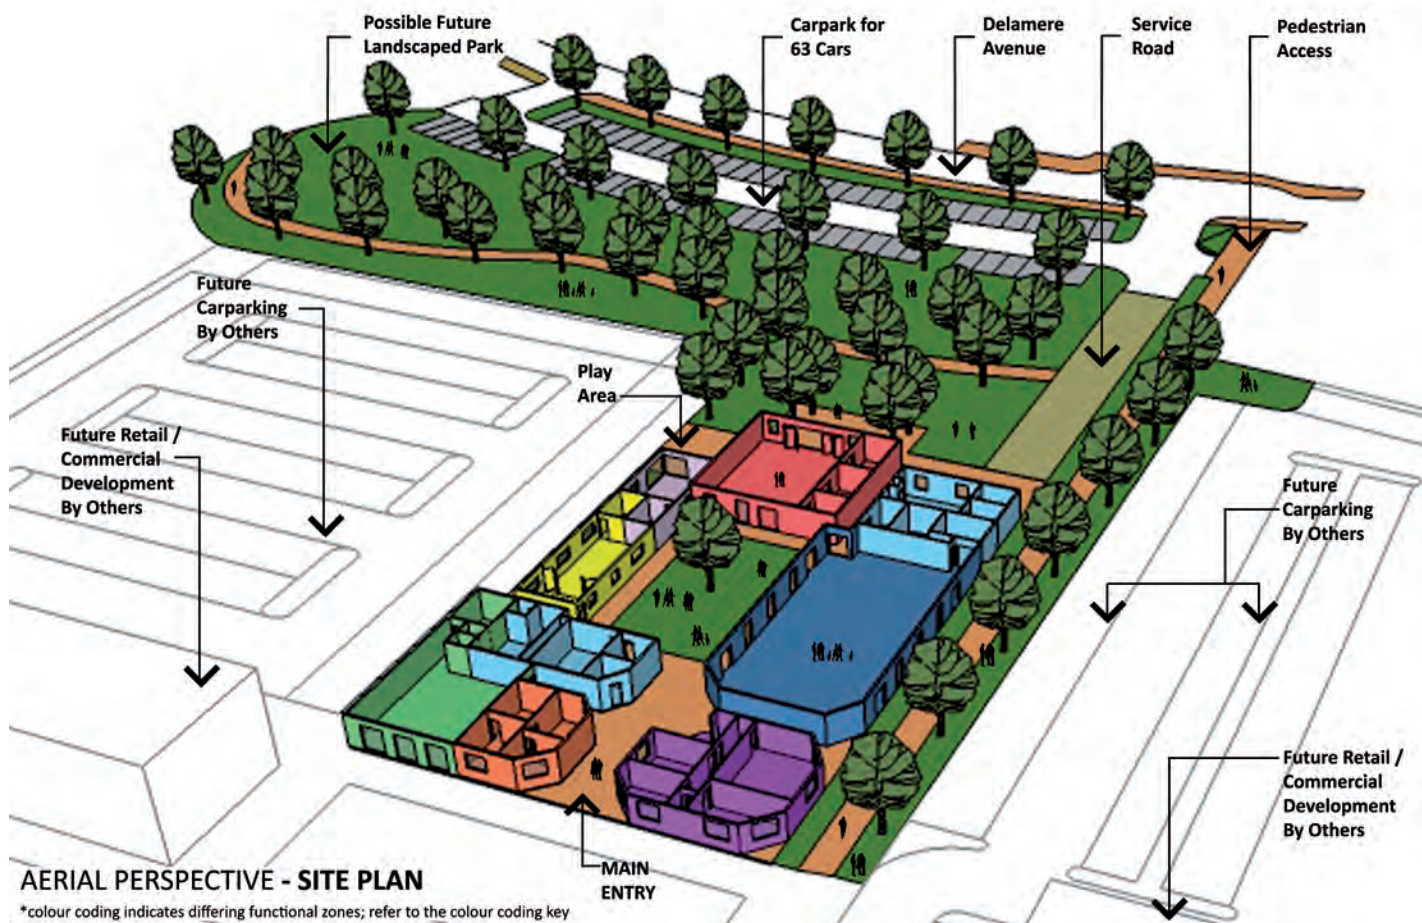 Possible Future
Landscaped Park
Carpark for
63 Cars
Delamere
Avenue
Service
Road
Pedestrian
Access
Future
Carparking
By Others
Play
Area
Future Retail /
Commercial
Development
By Others
Future
Carparking
By Others
Future Retail /
Commercial
Development
By Others
MAIN
ENTRY
AERIAL PERSPECTIVE - SITE PLAN
*colour coding indicates differing functional zones; refer to the colour coding key